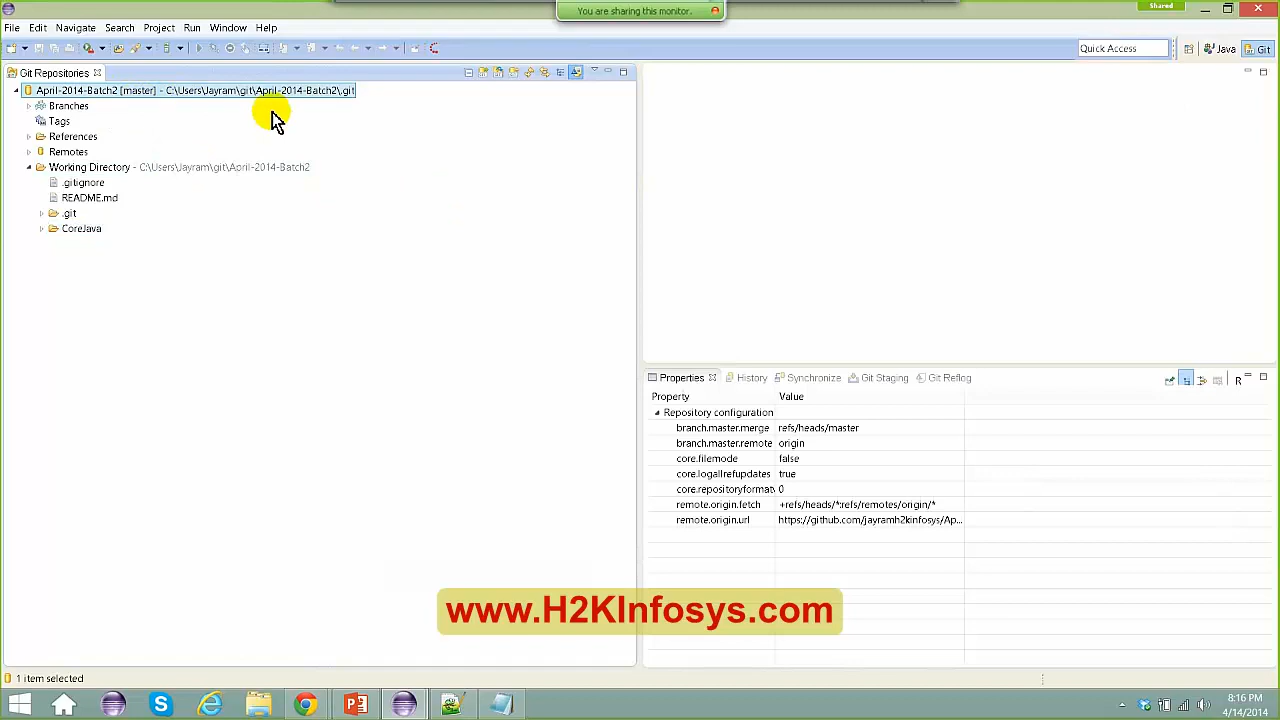 You are sharing this monitor.
Shared
File Edit Navigate Search Project Run Window Help
Quick Access
Java
Git
Git Repositories
April-2014-Batch2 [master] - C:\Users\Jayram\git\April-2014-Batch2\.git
Branches
Tags
References
Remotes
Working Directory - C:\Users\Jayram\git\April-2014-Batch2
.gitignore
README.md
.git
CoreJava
Properties History Synchronize Git Staging Git Reflog
R
Property Value
Repository configuration
branch.master.merge refs/heads/master
branch.master.remote origin
core.filemode false
core.logallrefupdates true
core.repositoryformat 0
remote.origin.fetch +refs/heads/*:refs/remotes/origin/*
remote.origin.url https://github.com/jayramh2kinfosys/Ap...
www.H2KInfosys.com
1 item selected
8:16 PM
4/14/2014